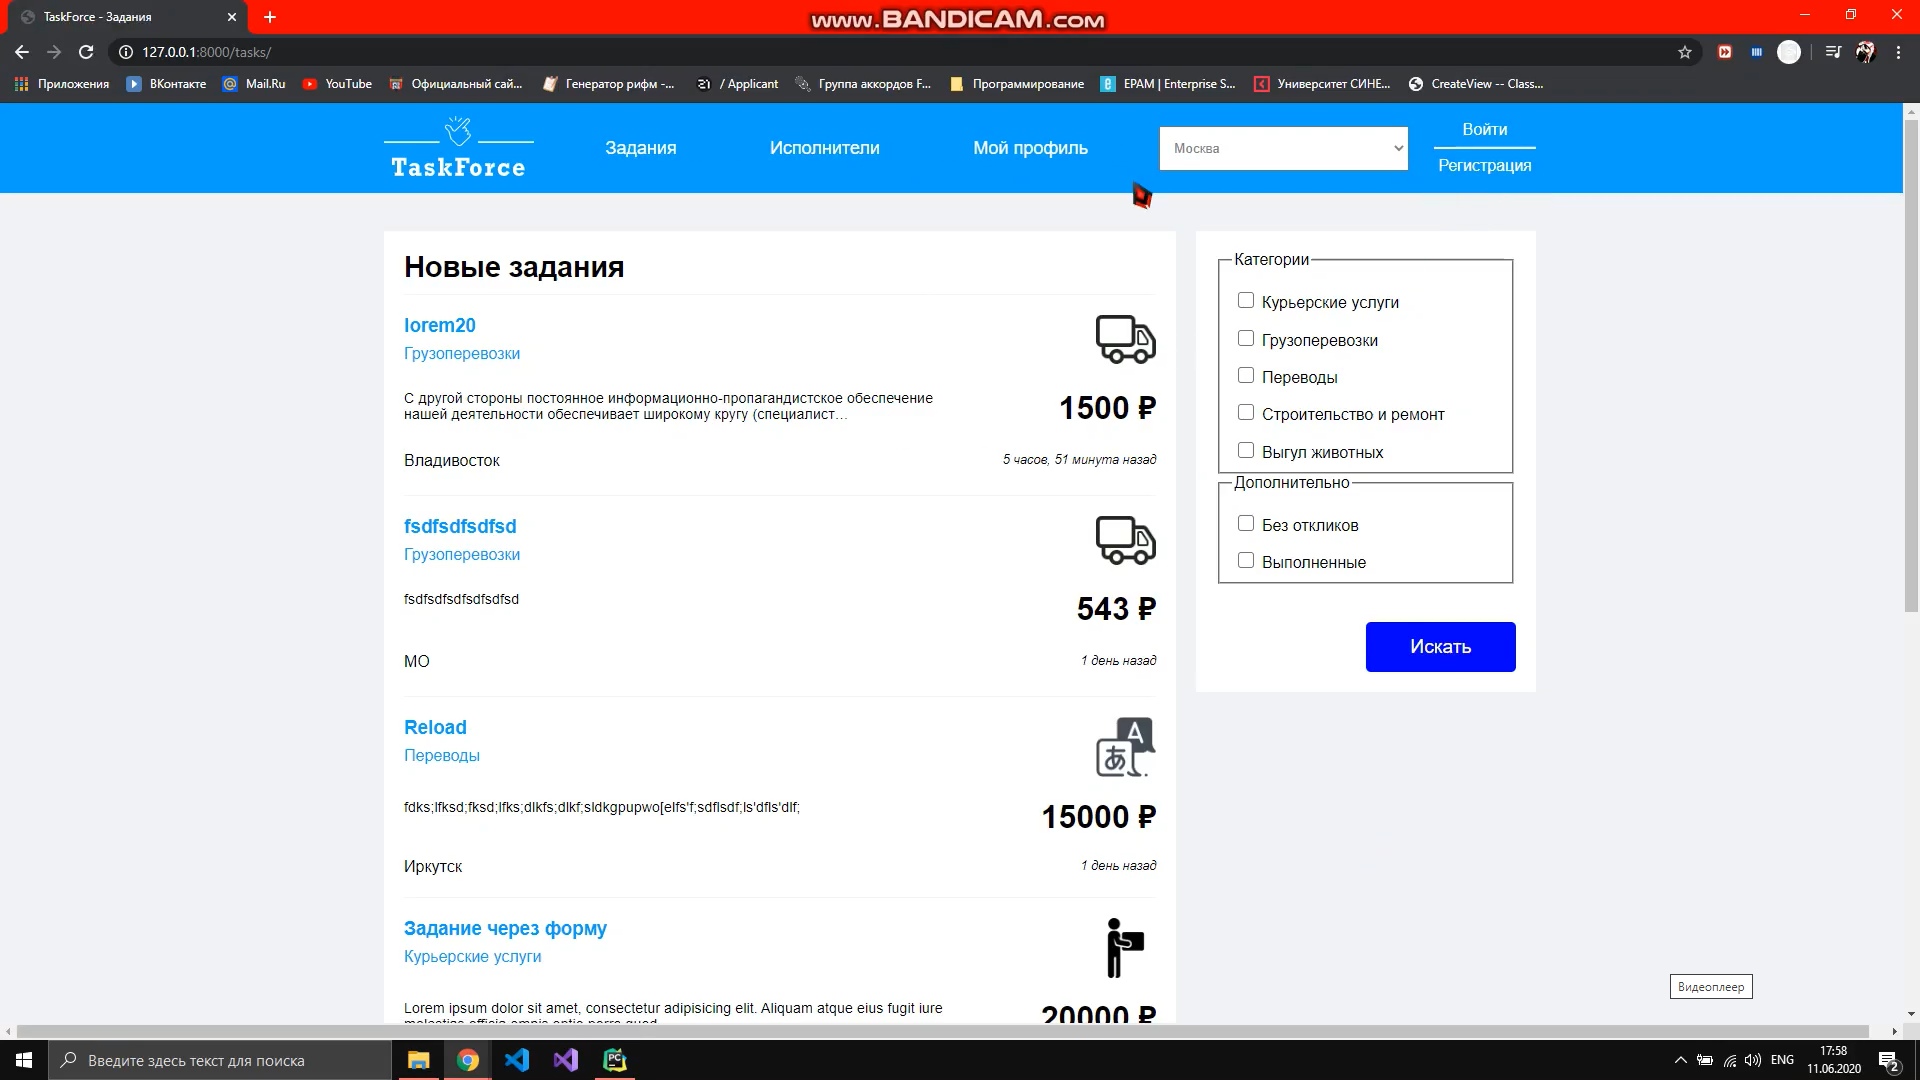 TaskForce - Задания
www.BANDICAM.com
127.0.0.1:8000/tasks/
Приложения
ВКонтакте
Mail.Ru
YouTube
Официальный сай...
Генератор рифм -...
21 / Applicant
Группа аккордов F...
Программирование
EPAM | Enterprise S...
Университет СИНЕ...
CreateView -- Class...
TaskForce
Задания
Исполнители
Мой профиль
Москва
Войти
Регистрация
Новые задания
lorem20
Грузоперевозки
С другой стороны постоянное информационно-пропагандистское обеспечение
нашей деятельности обеспечивает широкому кругу (специалист…
1500 ₽
Владивосток
5 часов, 51 минута назад
fsdfsdfsdfsd
Грузоперевозки
fsdfsdfsdfsdfsdfsd
543 ₽
МО
1 день назад
Reload
Переводы
fdks;lfksd;fksd;lfks;dlkfs;dlkf;sldkgpupwo[elfs'f;sdflsdf;ls'dfls'dlf;
15000 ₽
Иркутск
1 день назад
Задание через форму
Курьерские услуги
Lorem ipsum dolor sit amet, consectetur adipisicing elit. Aliquam atque eius fugit iure
20000 ₽
Категории
Курьерские услуги
Грузоперевозки
Переводы
Строительство и ремонт
Выгул животных
Дополнительно
Без откликов
Выполненные
Искать
Видеоплеер
Введите здесь текст для поиска
ENG
17:58
11.06.2020
2